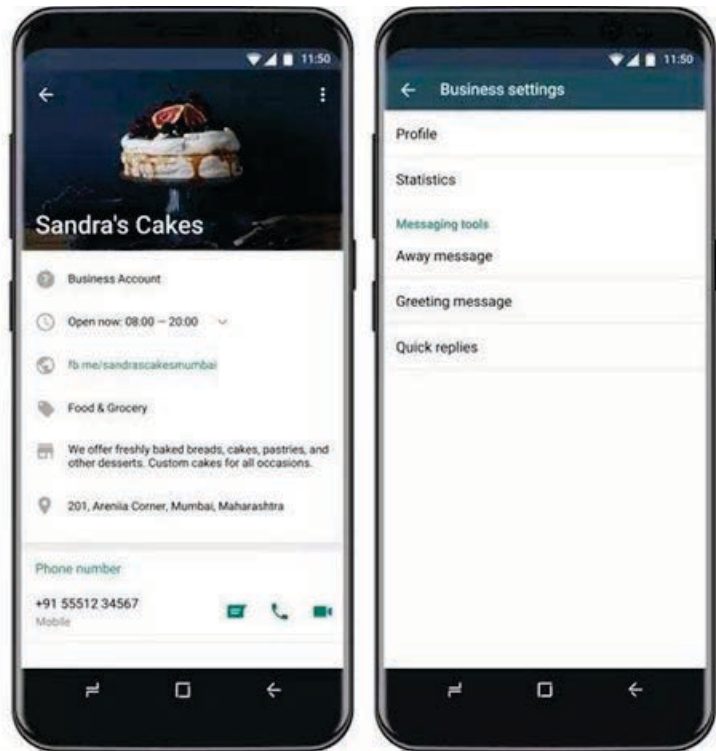 11:50
Sandra's Cakes
Business Account
Open now: 08:00 – 20:00
fb.me/sandrascakesmumbai
Food & Grocery
We offer freshly baked breads, cakes, pastries, and
other desserts. Custom cakes for all occasions.
201, Areniia Corner, Mumbai, Maharashtra
Phone number
+91 55512 34567
Mobile
11:50
Business settings
Profile
Statistics
Messaging tools
Away message
Greeting message
Quick replies